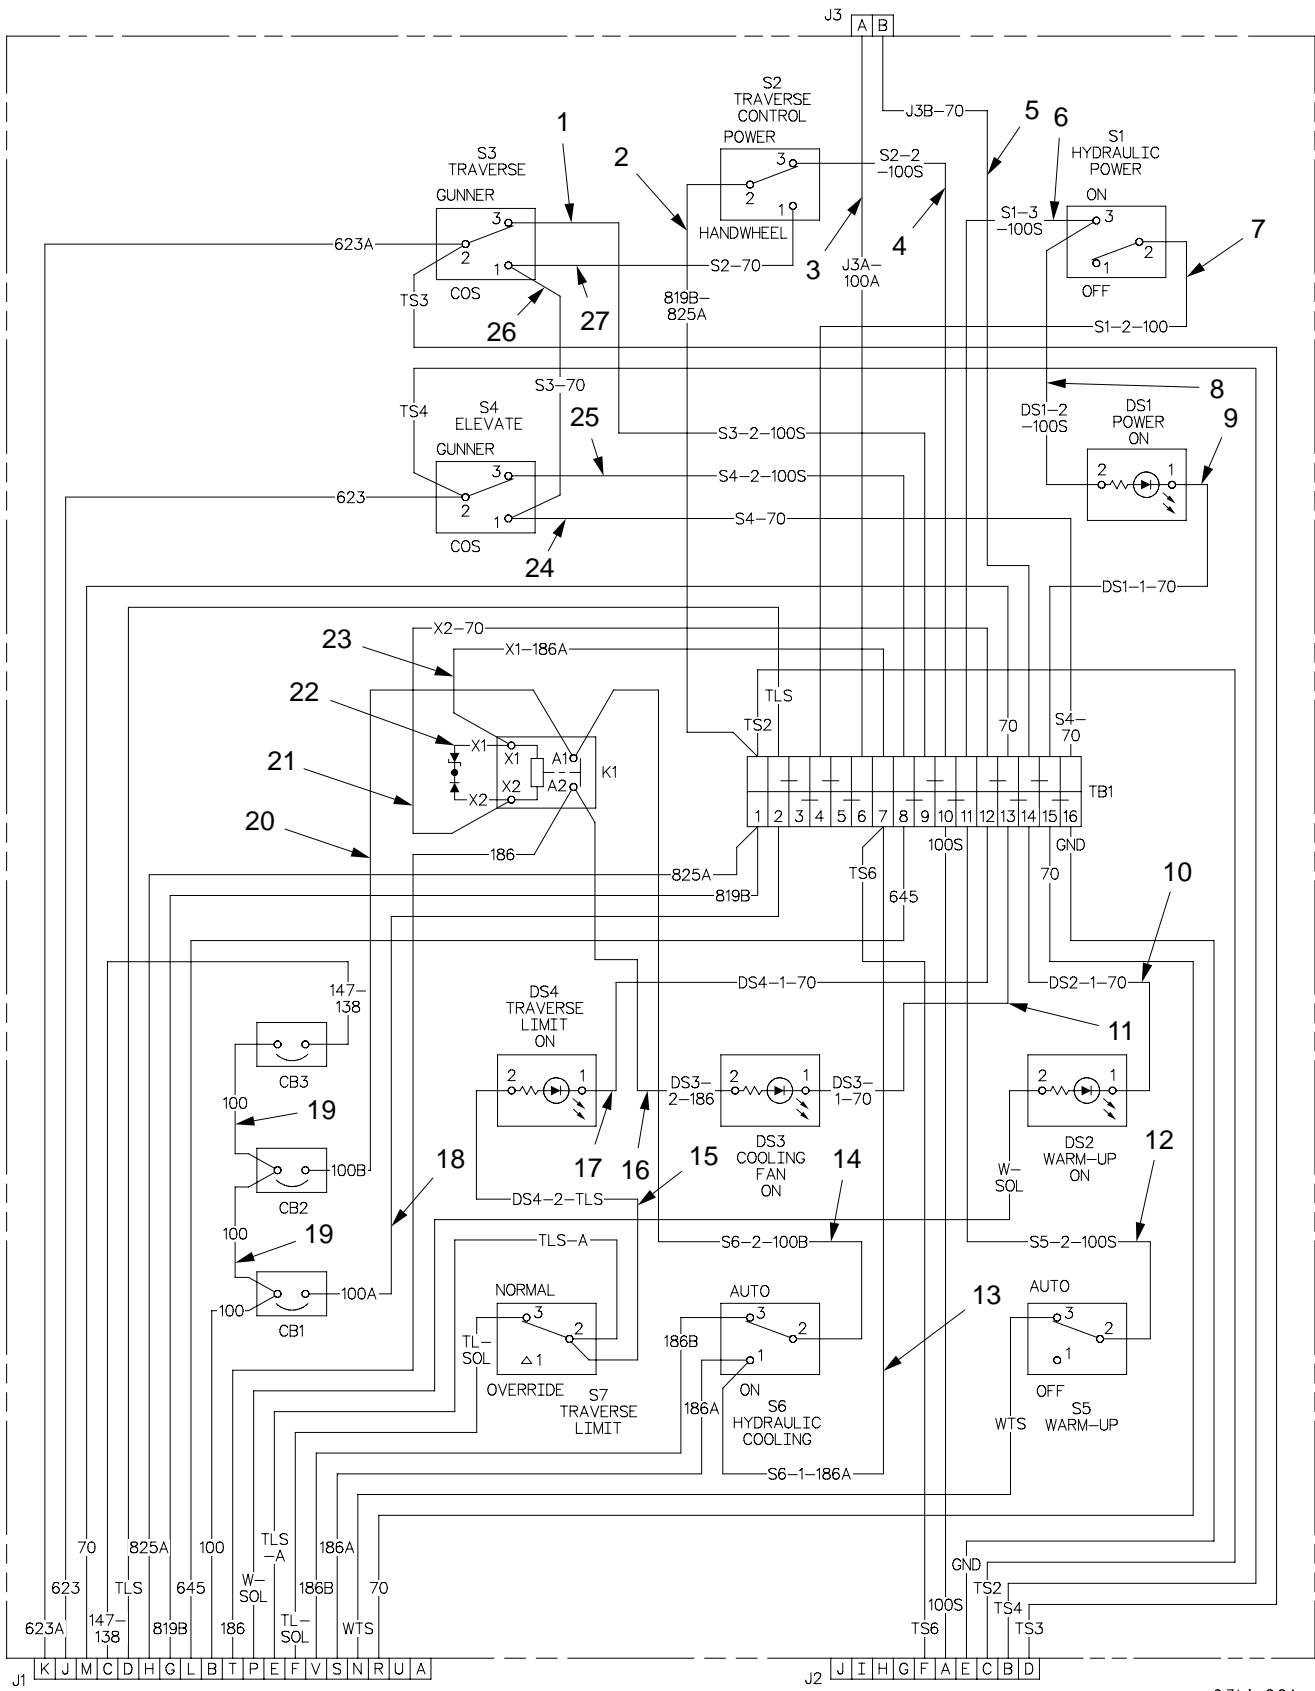 J3 A B
S2
TRAVERSE
CONTROL
POWER
3
2
1
HANDWHEEL
J3B-70
5
6
S1
HYDRAULIC
POWER
ON
3
2
1
OFF
S1-3
-100S
7
S1-2-100
1
2
S3
TRAVERSE
GUNNER
3
2
1
COS
623A
TS3
S2-2
-100S
3
4
J3A-
100A
S2-70
819B-
825A
26
27
S3-70
8
DS1-2
-100S
DS1
POWER
ON
9
2 1
TS4
S4
ELEVATE
GUNNER
3
2
1
COS
25
S3-2-100S
S4-2-100S
623
S4-70
24
DS1-1-70
X2-70
23
X1-186A
22
21
20
X1
X1
X2
X2
A1
A2
K1
186
TS2
TLS
70
S4-
70
TB1
1 2 3 4 5 6 7 8 9 10 11 12 13 14 15 16
100S
GND
TS6
645
70
10
825A
819B
147-
138
DS4
TRAVERSE
LIMIT
ON
DS4-1-70
DS2-1-70
11
CB3
2 1
DS3-
2-186
2 1
DS3-
1-70
2 1
100
19
18
17
16
15
DS3
COOLING
FAN
ON
14
DS2
WARM-UP
ON
12
W-
SOL
100B
CB2
DS4-2-TLS
100
19
TLS-A
S6-2-100B
S5-2-100S
100A
100
CB1
NORMAL
3
2
1
OVERRIDE
S7
TRAVERSE
LIMIT
TL-
SOL
AUTO
3
2
1
ON
S6
HYDRAULIC
COOLING
186B
186A
13
AUTO
3
2
1
OFF
S5
WARM-UP
WTS
S6-1-186A
623A
623
70
147-
138
TLS
825A
819B
645
100
186
W-
SOL
TLS
-A
TL-
SOL
186B
186A
WTS
70
TS6
100S
GND
TS2
TS4
TS3
J1 K J M C D H G L B T P E F V S N R U A
J2 J I H G F A E C B D